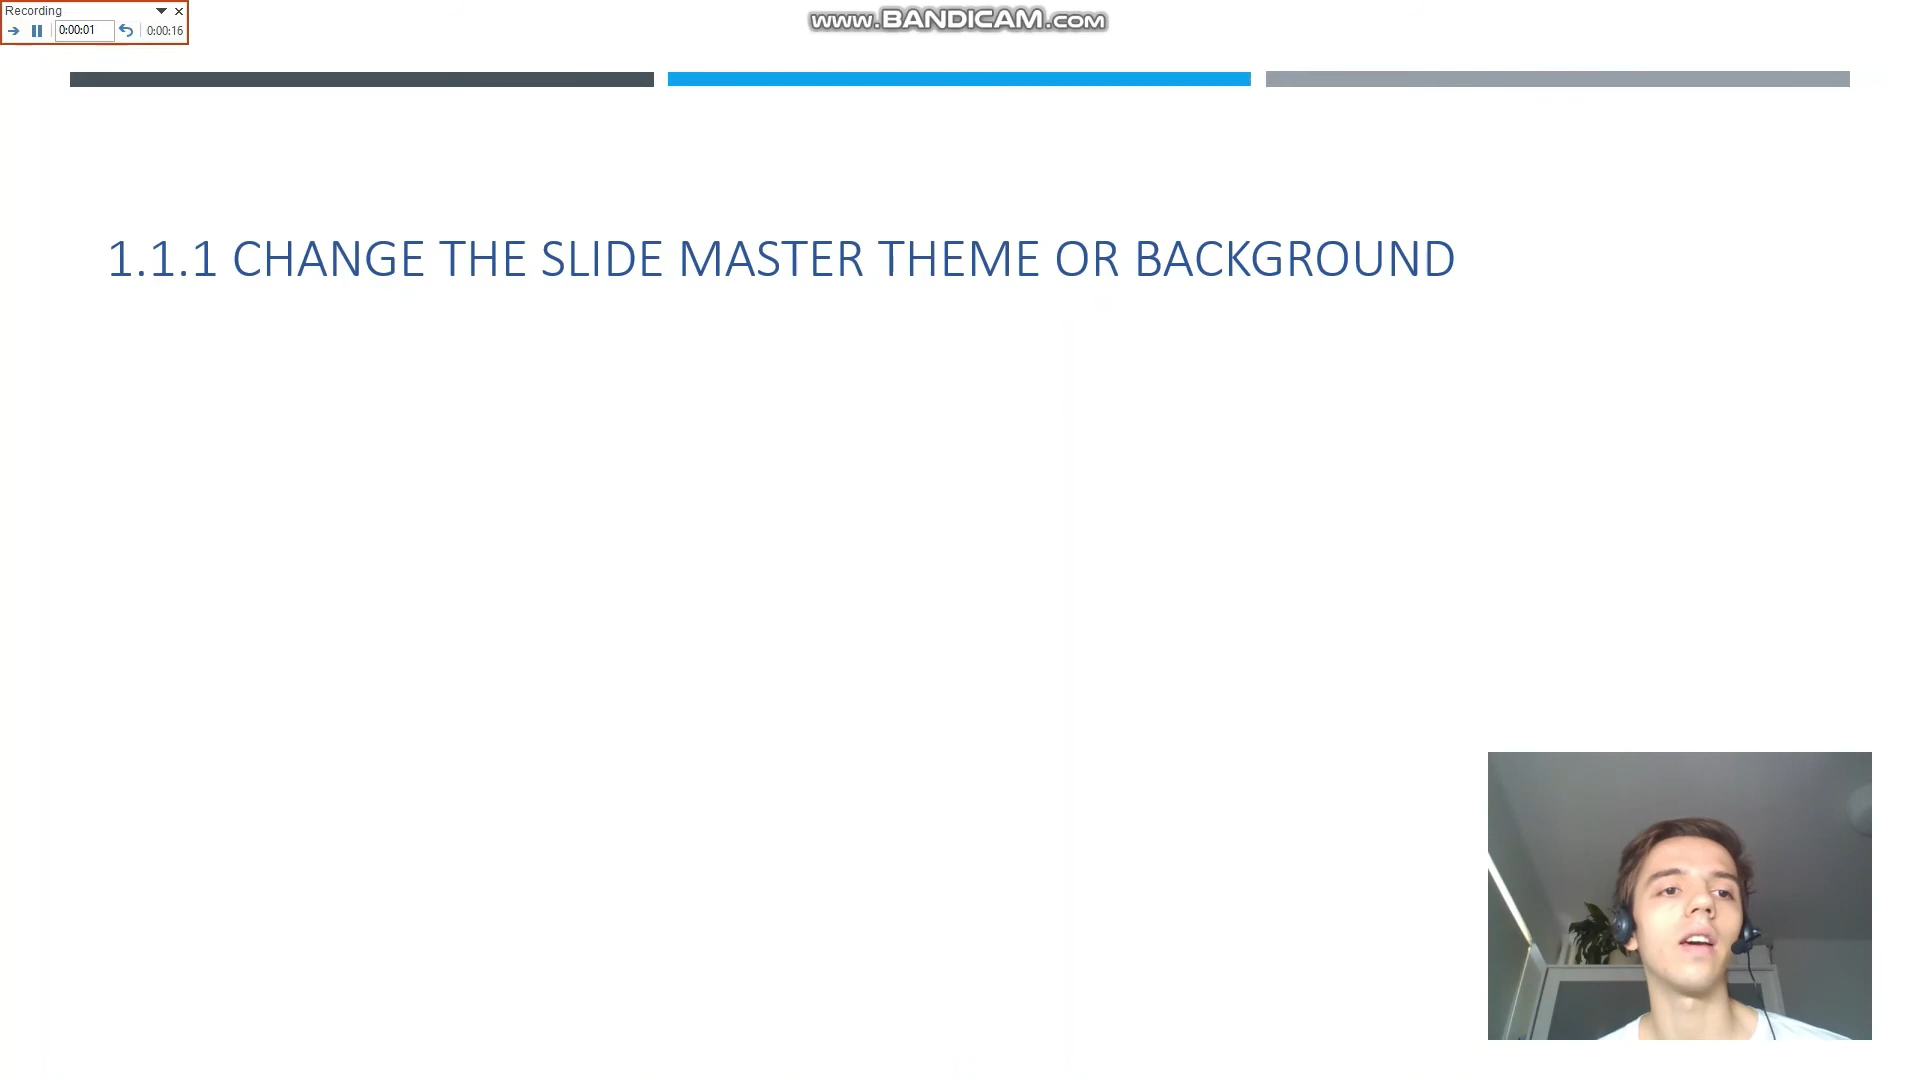 Recording
www.BANDICAM.com
0:00:01
0:00:16
1.1.1 CHANGE THE SLIDE MASTER THEME OR BACKGROUND